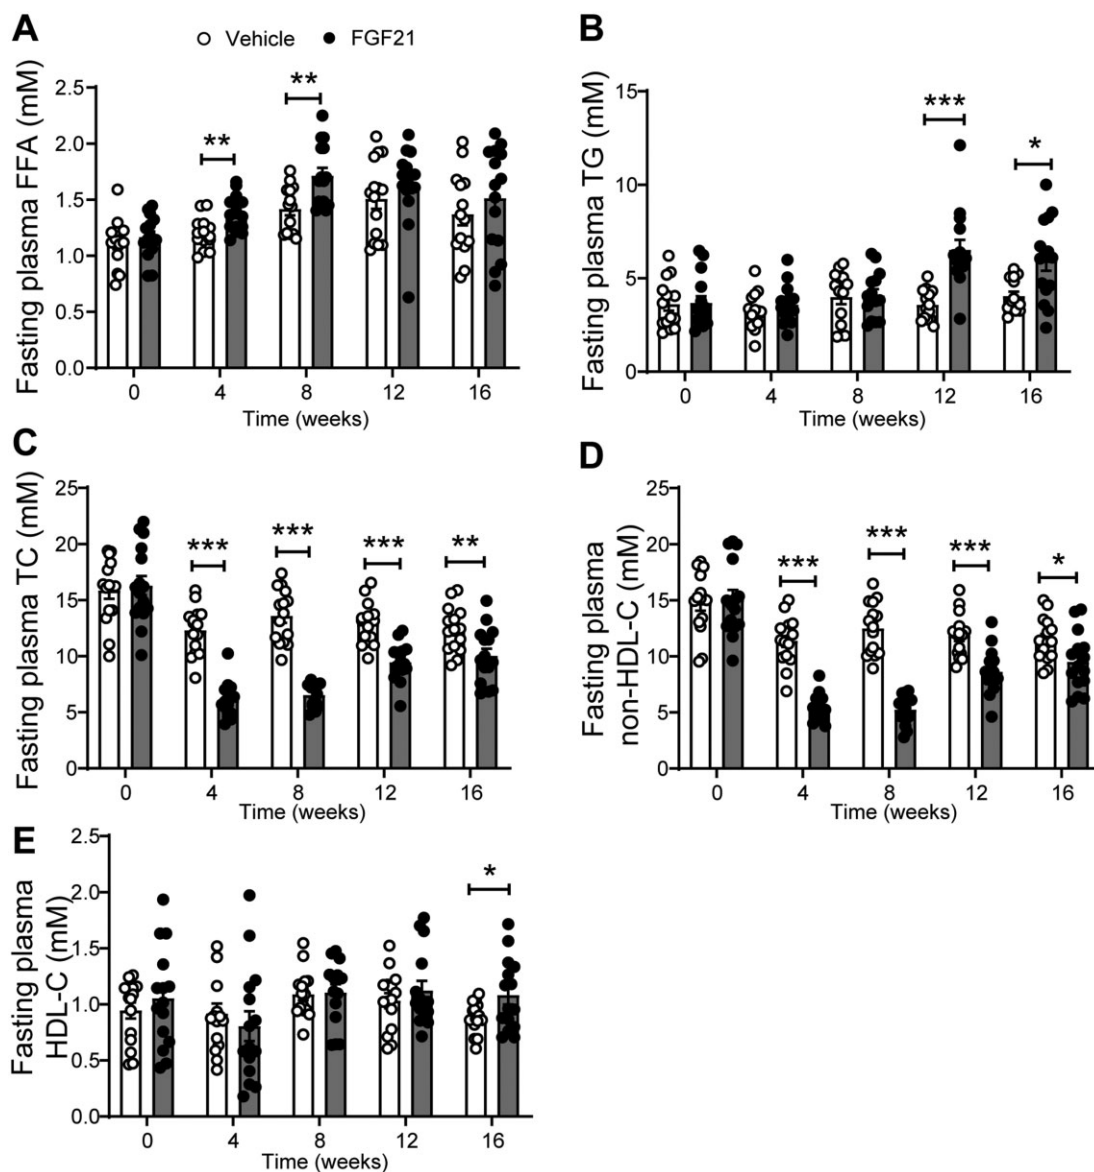 A
Vehicle FGF21
Fasting plasma FFA (mM)
2.5
2.0
1.5
1.0
0.5
0.0
**
**
0 4 8 12 16
Time (weeks)
B
Fasting plasma TG (mM)
15
10
5
0
***
*
0 4 8 12 16
Time (weeks)
C
Fasting plasma TC (mM)
25
20
15
10
5
0
*** *** *** **
0 4 8 12 16
Time (weeks)
D
Fasting plasma
non-HDL-C (mM)
25
20
15
10
5
0
*** *** *** *
0 4 8 12 16
Time (weeks)
E
Fasting plasma
HDL-C (mM)
2.5
2.0
1.5
1.0
0.5
0.0
*
0 4 8 12 16
Time (weeks)